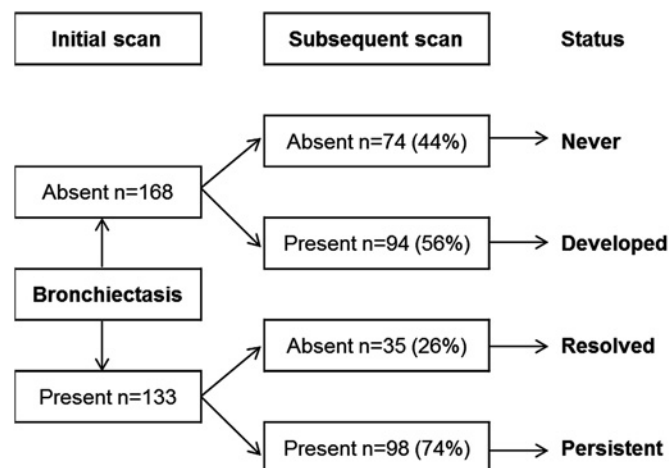 Initial scan
Subsequent scan
Status
Absent n=74 (44%)
Never
Absent n=168
Present n=94 (56%)
Developed
Bronchiectasis
Absent n=35 (26%)
Resolved
Present n=133
Present n=98 (74%)
Persistent